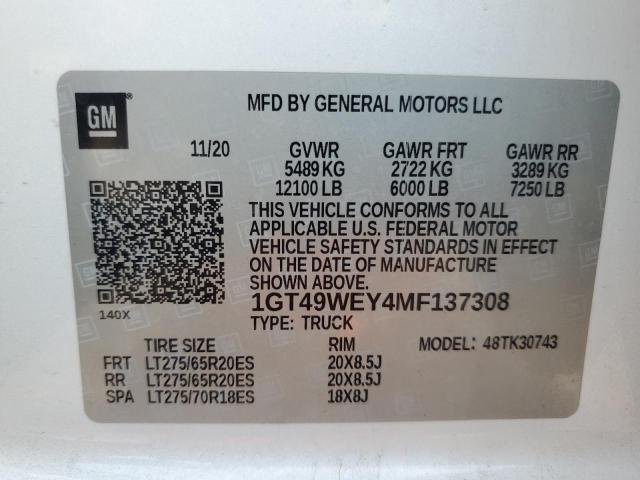 GM
MFD BY GENERAL MOTORS LLC
11/20 GVWR GAWR FRT GAWR RR
5489 KG 2722 KG 3289 KG
12100 LB 6000 LB 7250 LB
THIS VEHICLE CONFORMS TO ALL
APPLICABLE U.S. FEDERAL MOTOR
VEHICLE SAFETY STANDARDS IN EFFECT
ON THE DATE OF MANUFACTURE
SHOWN ABOVE.
1GT49WEY4MF137308
140X
TYPE: TRUCK
TIRE SIZE RIM MODEL: 48TK30743
FRT LT275/65R20ES 20X8.5J
RR LT275/65R20ES 20X8.5J
SPA LT275/70R18ES 18X8J